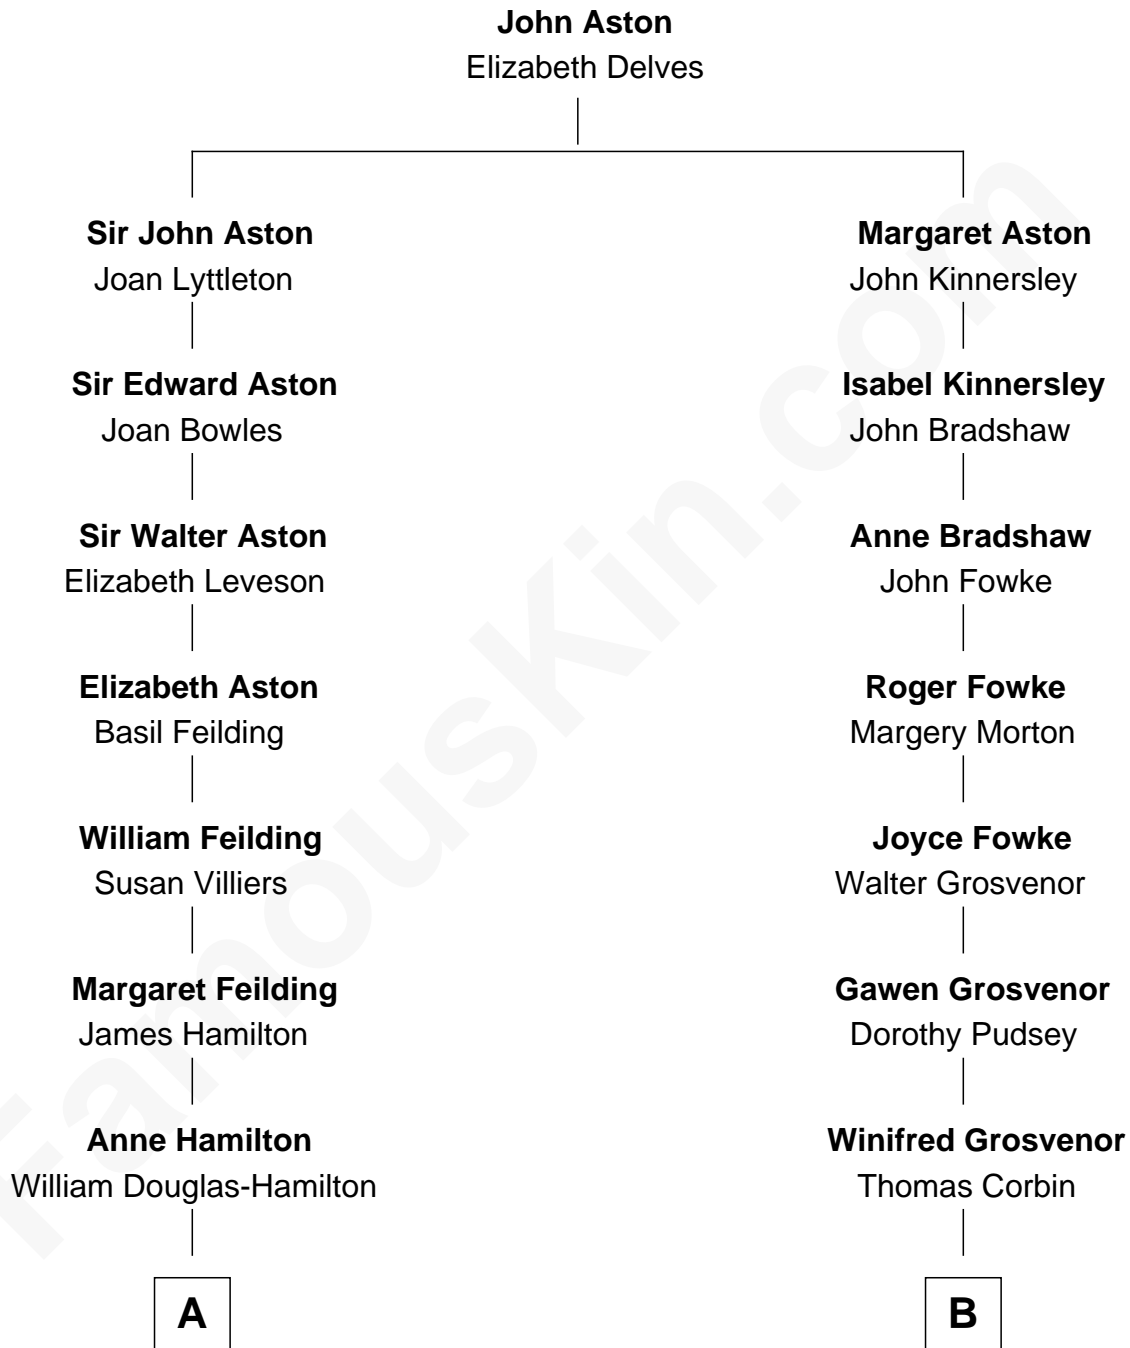 John Aston
Elizabeth Delves
Sir John Aston
Joan Lyttleton
Margaret Aston
John Kinnersley
Sir Edward Aston
Joan Bowles
Isabel Kinnersley
John Bradshaw
Sir Walter Aston
Elizabeth Leveson
Anne Bradshaw
John Fowke
Elizabeth Aston
Basil Feilding
Roger Fowke
Margery Morton
William Feilding
Susan Villiers
Joyce Fowke
Walter Grosvenor
Margaret Feilding
James Hamilton
Gawen Grosvenor
Dorothy Pudsey
Anne Hamilton
William Douglas-Hamilton
Winifred Grosvenor
Thomas Corbin
A
B
FamousKin.com